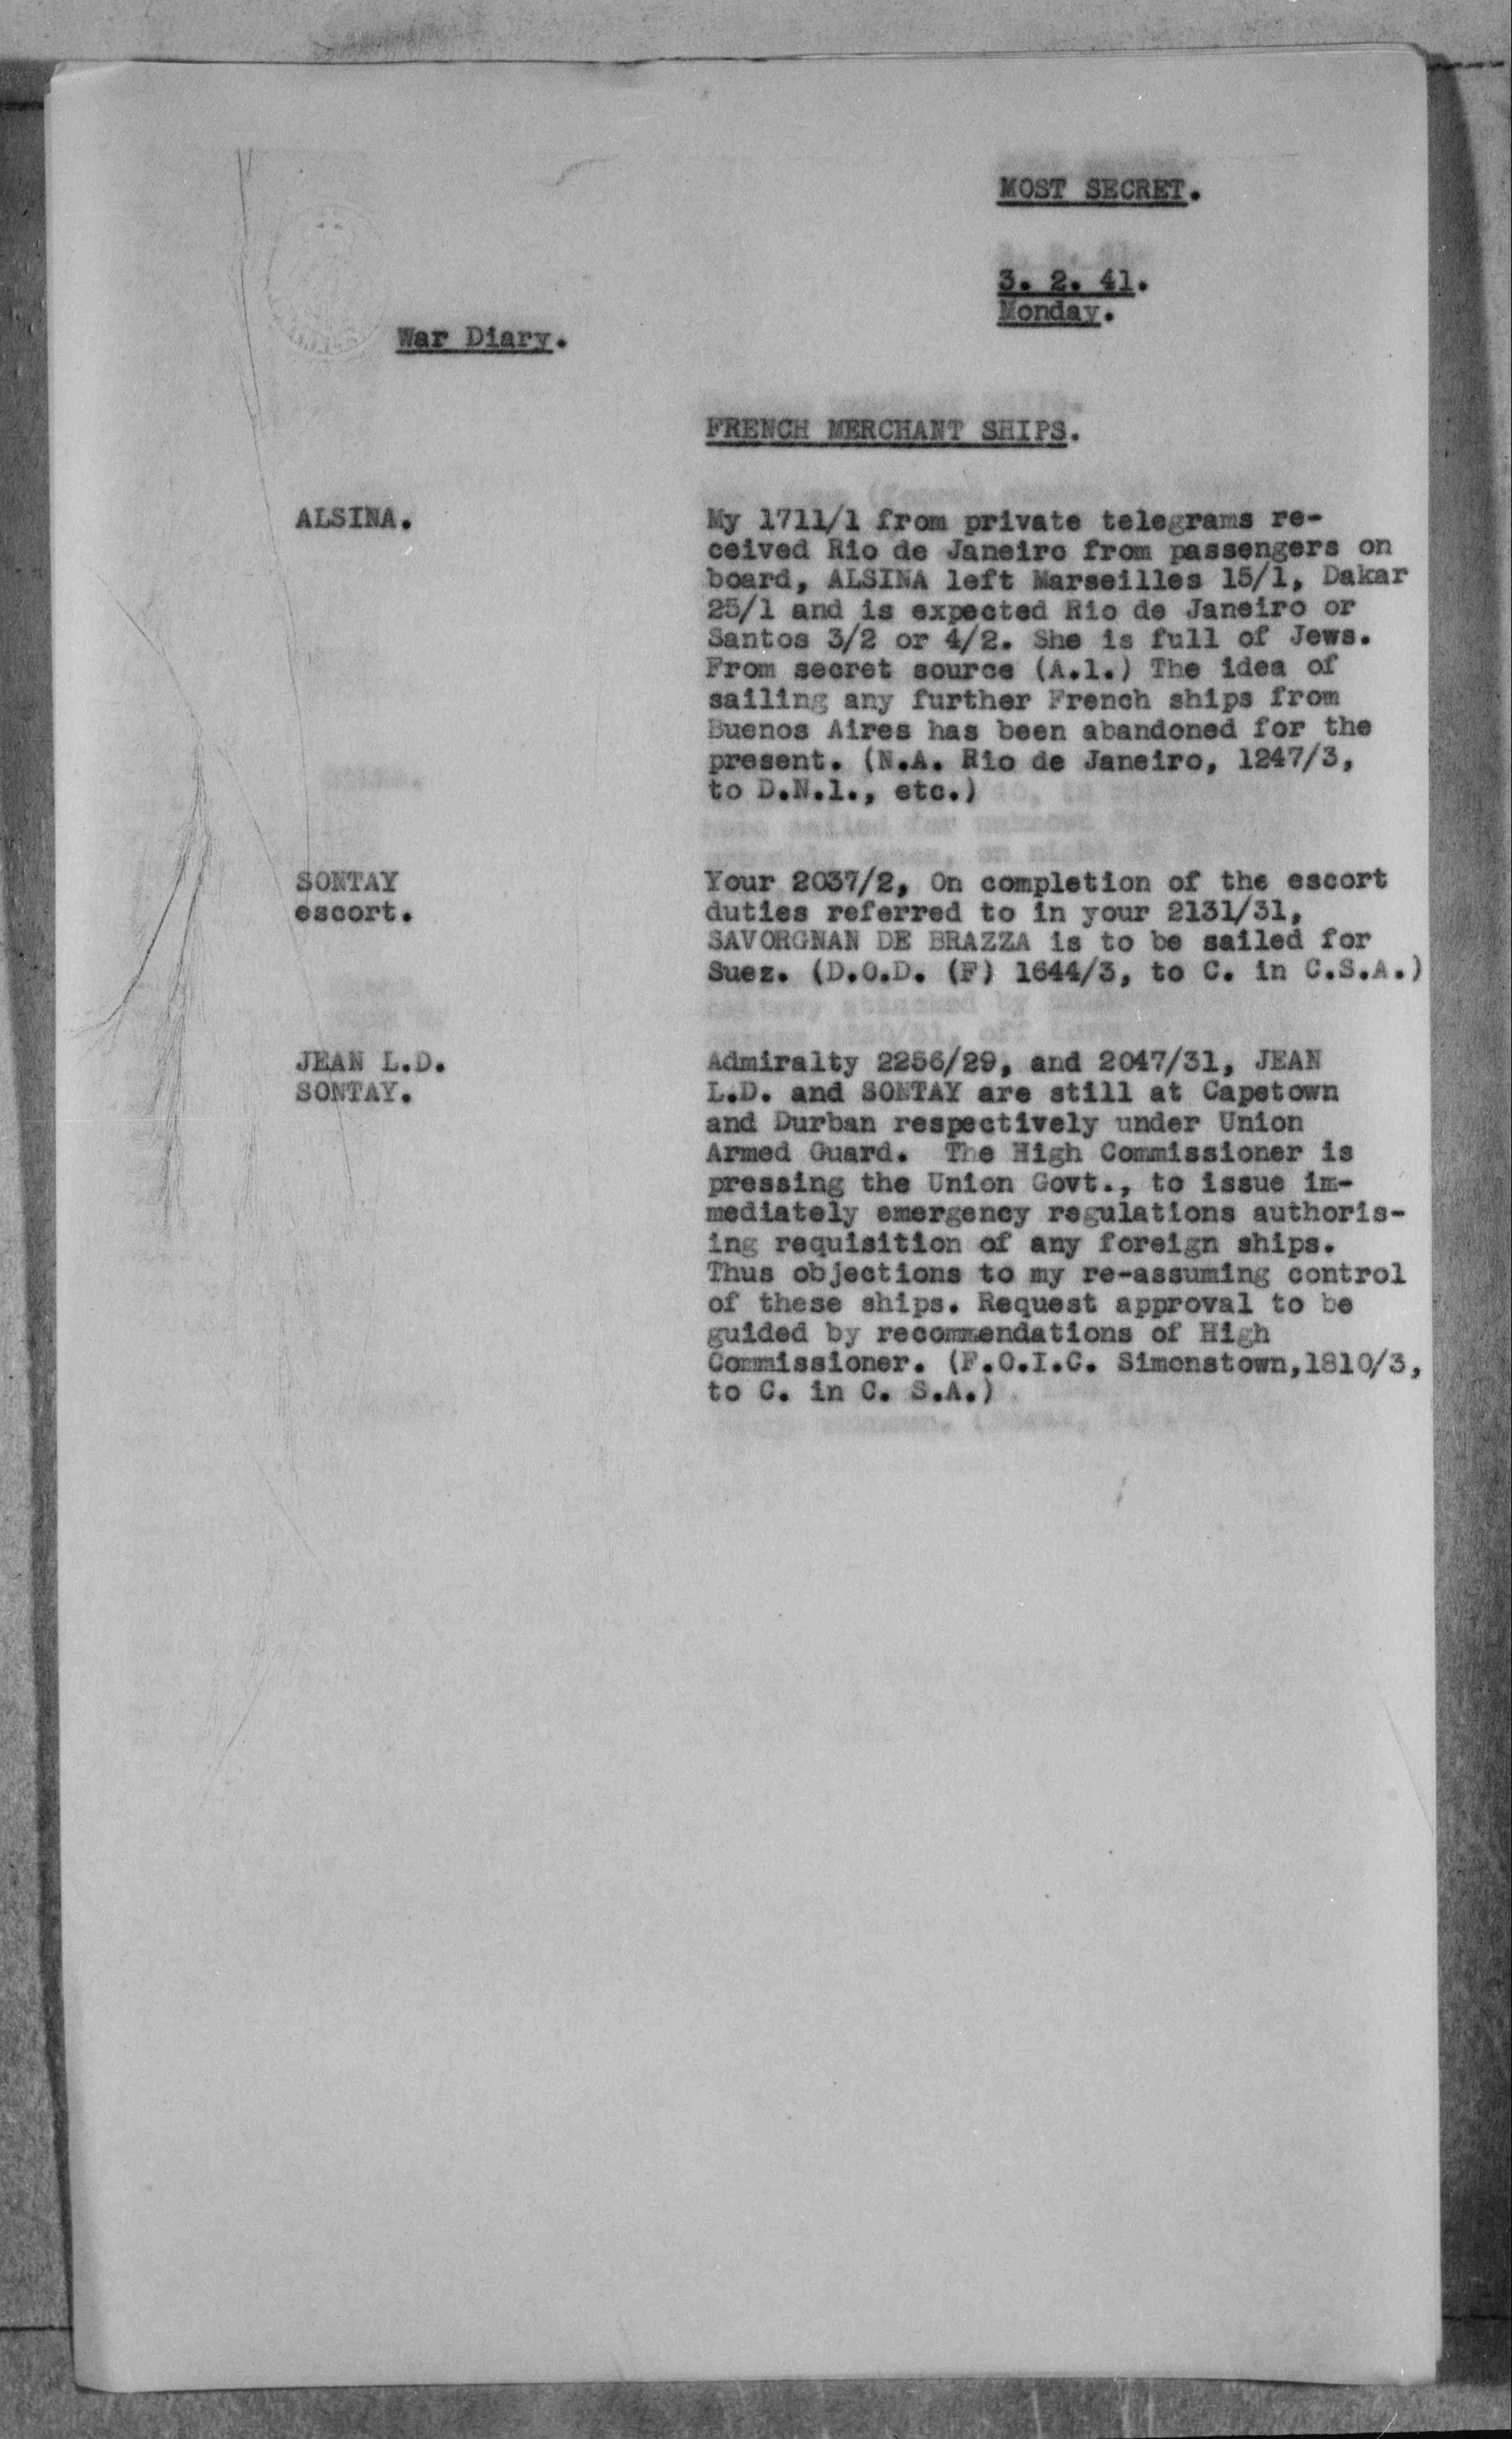 MOST SECRET.
3. 2. 41.
Monday.
War Diary.
FRENCH MERCHANT SHIPS.
ALSINA.
My 1711/1 from private telegrams re-
ceived Rio de Janeiro from passengers on
board, ALSINA left Marseilles 15/1, Dakar
25/1 and is expected Rio de Janeiro or
Santos 3/2 or 4/2. She is full of Jews.
From secret source (A.1.) The idea of
sailing any further French ships from
Buenos Aires has been abandoned for the
present. (N.A. Rio de Janeiro, 1247/3,
to D.N.1., etc.)
SONTAY
escort.
Your 2037/2, On completion of the escort
duties referred to in your 2131/31,
SAVORGNAN DE BRAZZA is to be sailed for
Suez. (D.O.D. (F) 1644/3, to C. in C.S.A.)
JEAN L.D.
SONTAY.
Admiralty 2256/29, and 2047/31, JEAN
L.D. and SONTAY are still at Capetown
and Durban respectively under Union
Armed Guard. The High Commissioner is
pressing the Union Govt., to issue im-
mediately emergency regulations authoris-
ing requisition of any foreign ships.
Thus objections to my re-assuming control
of these ships. Request approval to be
guided by recommendations of High
Commissioner. (F.O.I.C. Simonstown,1810/3,
to C. in C. S.A.)